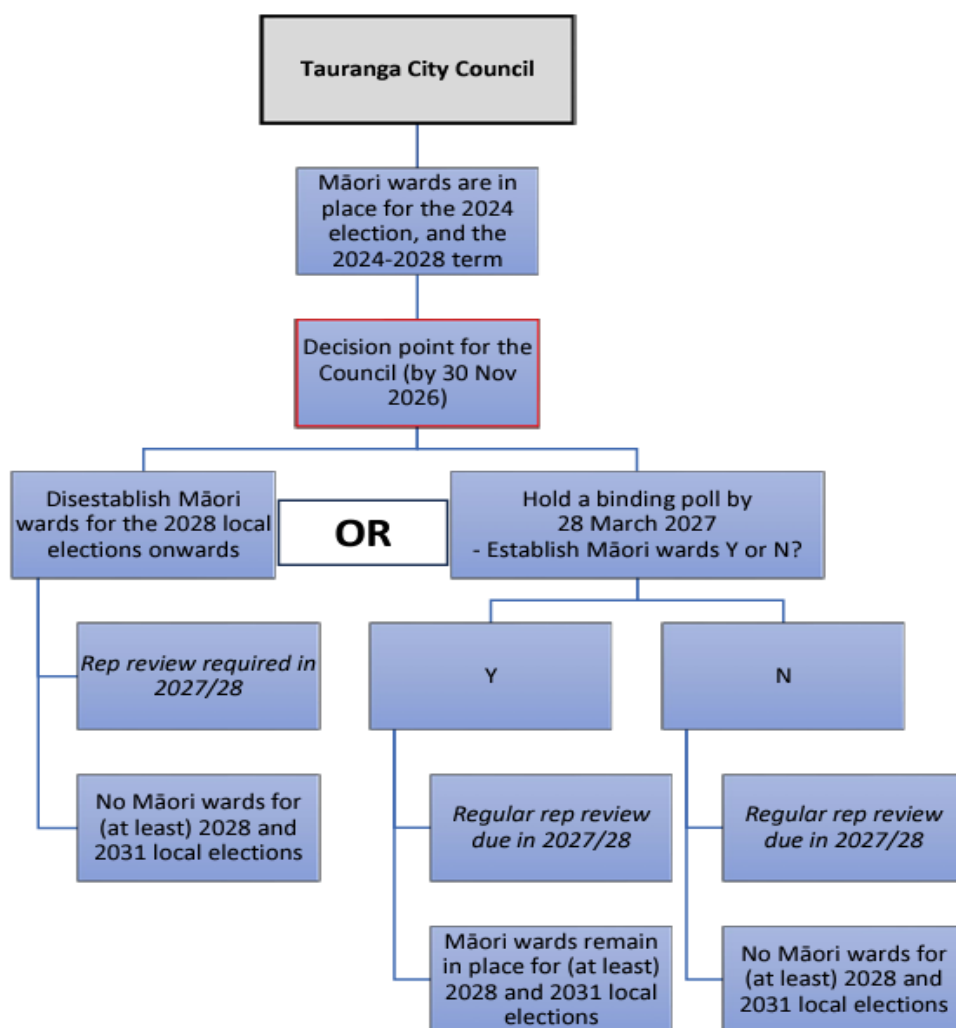 Tauranga City Council
Māori wards are in
place for the 2024
election, and the
2024-2028 term
Decision point for the
Council (by 30 Nov
2026)
Disestablish Māori
wards for the 2028 local
elections onwards
OR
Hold a binding poll by
28 March 2027
- Establish Māori wards Y or N?
Rep review required in
2027/28
No Māori wards for
(at least) 2028 and
2031 local elections
Y
Regular rep review
due in 2027/28
Māori wards remain
in place for (at least)
2028 and 2031 local
elections
N
Regular rep review
due in 2027/28
No Māori wards for
(at least) 2028 and
2031 local elections